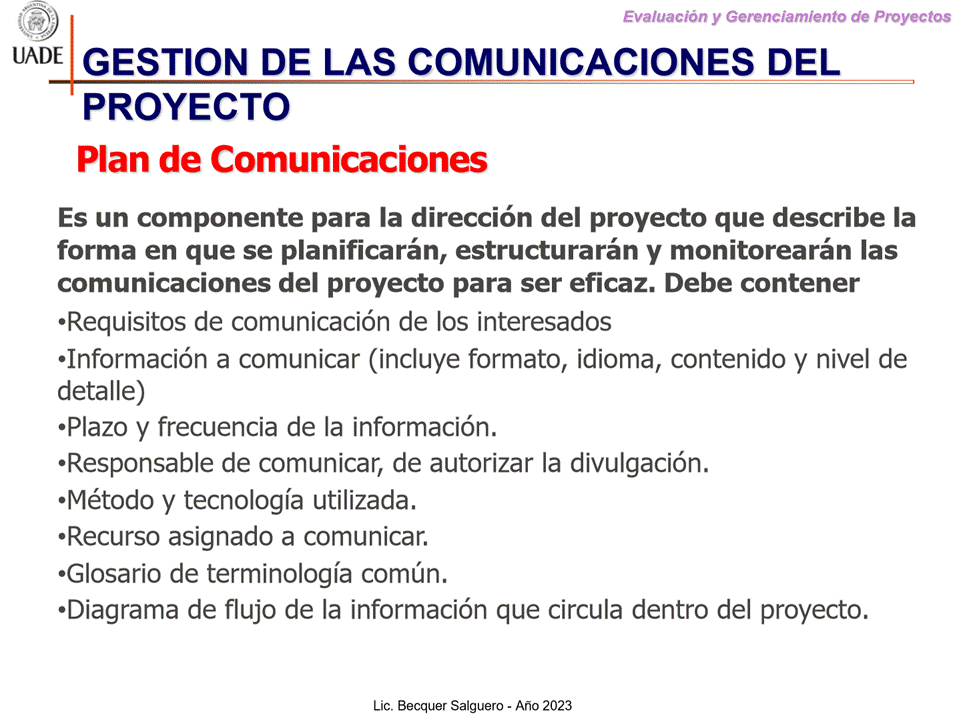 Evaluación y Gerenciamiento de Proyectos
UADE
GESTION DE LAS COMUNICACIONES DEL
PROYECTO
Plan de Comunicaciones
Es un componente para la dirección del proyecto que describe la
forma en que se planificarán, estructurarán y monitorearán las
comunicaciones del proyecto para ser eficaz. Debe contener
•Requisitos de comunicación de los interesados
•Información a comunicar (incluye formato, idioma, contenido y nivel de
detalle)
•Plazo y frecuencia de la información.
•Responsable de comunicar, de autorizar la divulgación.
•Método y tecnología utilizada.
•Recurso asignado a comunicar.
•Glosario de terminología común.
•Diagrama de flujo de la información que circula dentro del proyecto.
Lic. Becquer Salguero - Año 2023